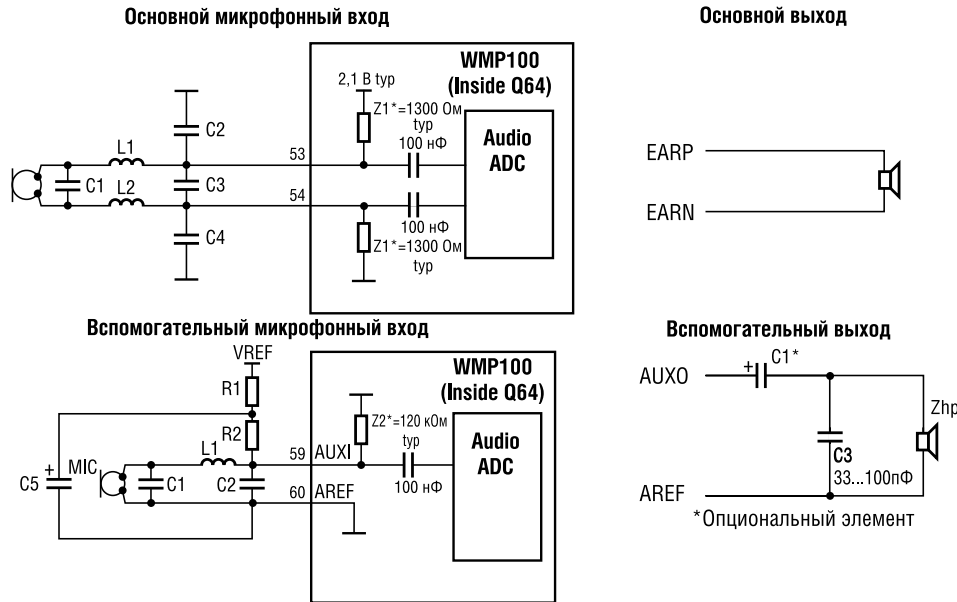 Основной микрофонный вход
WMP100
(Inside Q64)
2,1 В typ
Z1*=1300 Ом
typ
100 нФ
Audio
ADC
C2
L1
53
C1
C3
L2
54
C4
100 нФ
Z1*=1300 Ом
typ
Основной выход
EARP
EARN
Вспомогательный микрофонный вход
VREF
WMP100
(Inside Q64)
R1
Z2*=120 кОм
typ
R2
L1
59
AUXI
Audio
ADC
MIC
+
C5
C1
C2
100 нФ
60
AREF
Вспомогательный выход
C1*
AUXO
+
Zhp
C3
33...100пФ
AREF
*Опциональный элемент